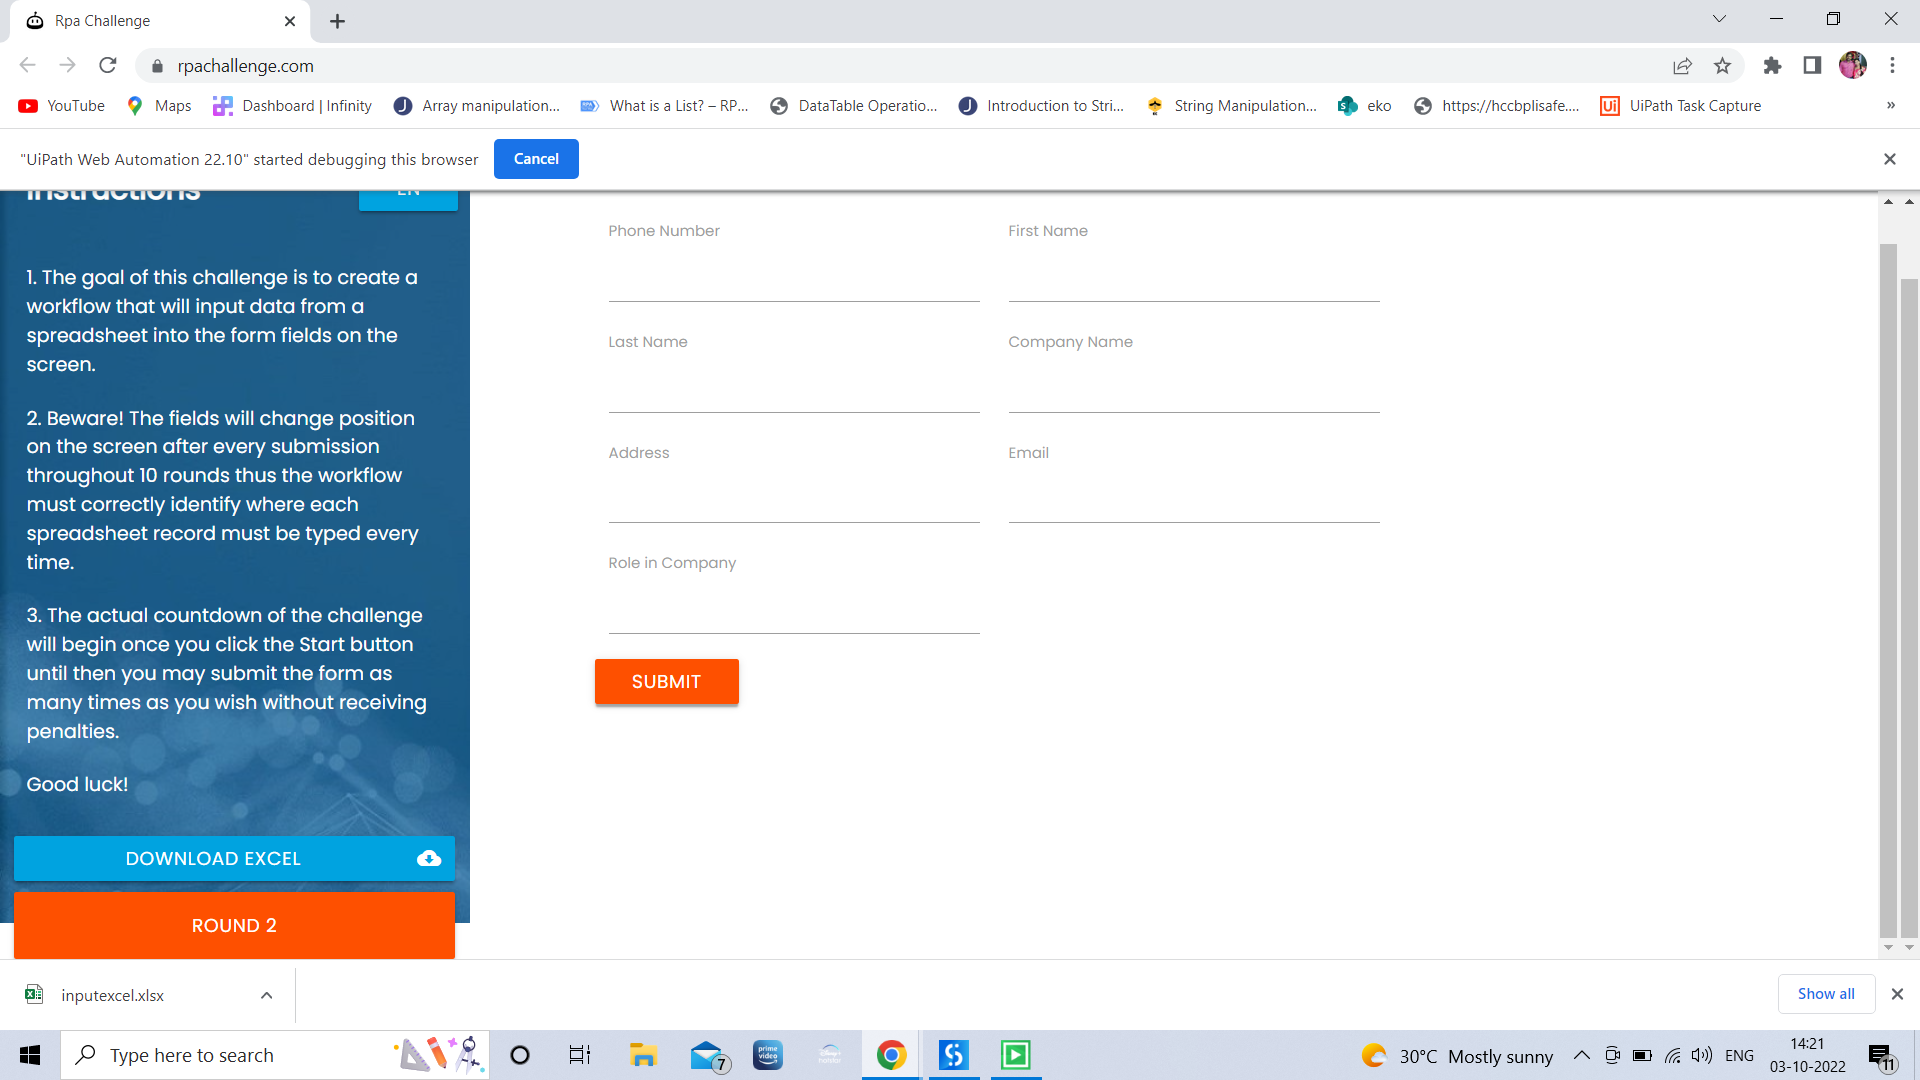 Rpa Challenge
rpachallenge.com
YouTube
Maps
Dashboard | Infinity
Array manipulation...
What is a List? – RP...
DataTable Operatio...
Introduction to Stri...
String Manipulation...
eko
https://hccbplisafe....
UiPath Task Capture
»
"UiPath Web Automation 22.10" started debugging this browser
Cancel
Instructions
EN
1. The goal of this challenge is to create a
workflow that will input data from a
spreadsheet into the form fields on the
screen.
2. Beware! The fields will change position
on the screen after every submission
throughout 10 rounds thus the workflow
must correctly identify where each
spreadsheet record must be typed every
time.
3. The actual countdown of the challenge
will begin once you click the Start button
until then you may submit the form as
many times as you wish without receiving
penalties.
Good luck!
DOWNLOAD EXCEL
ROUND 2
Phone Number
First Name
Last Name
Company Name
Address
Email
Role in Company
SUBMIT
inputexcel.xlsx
Show all
Type here to search
7
prime
video
30°C Mostly sunny
ENG
14:21
03-10-2022
11